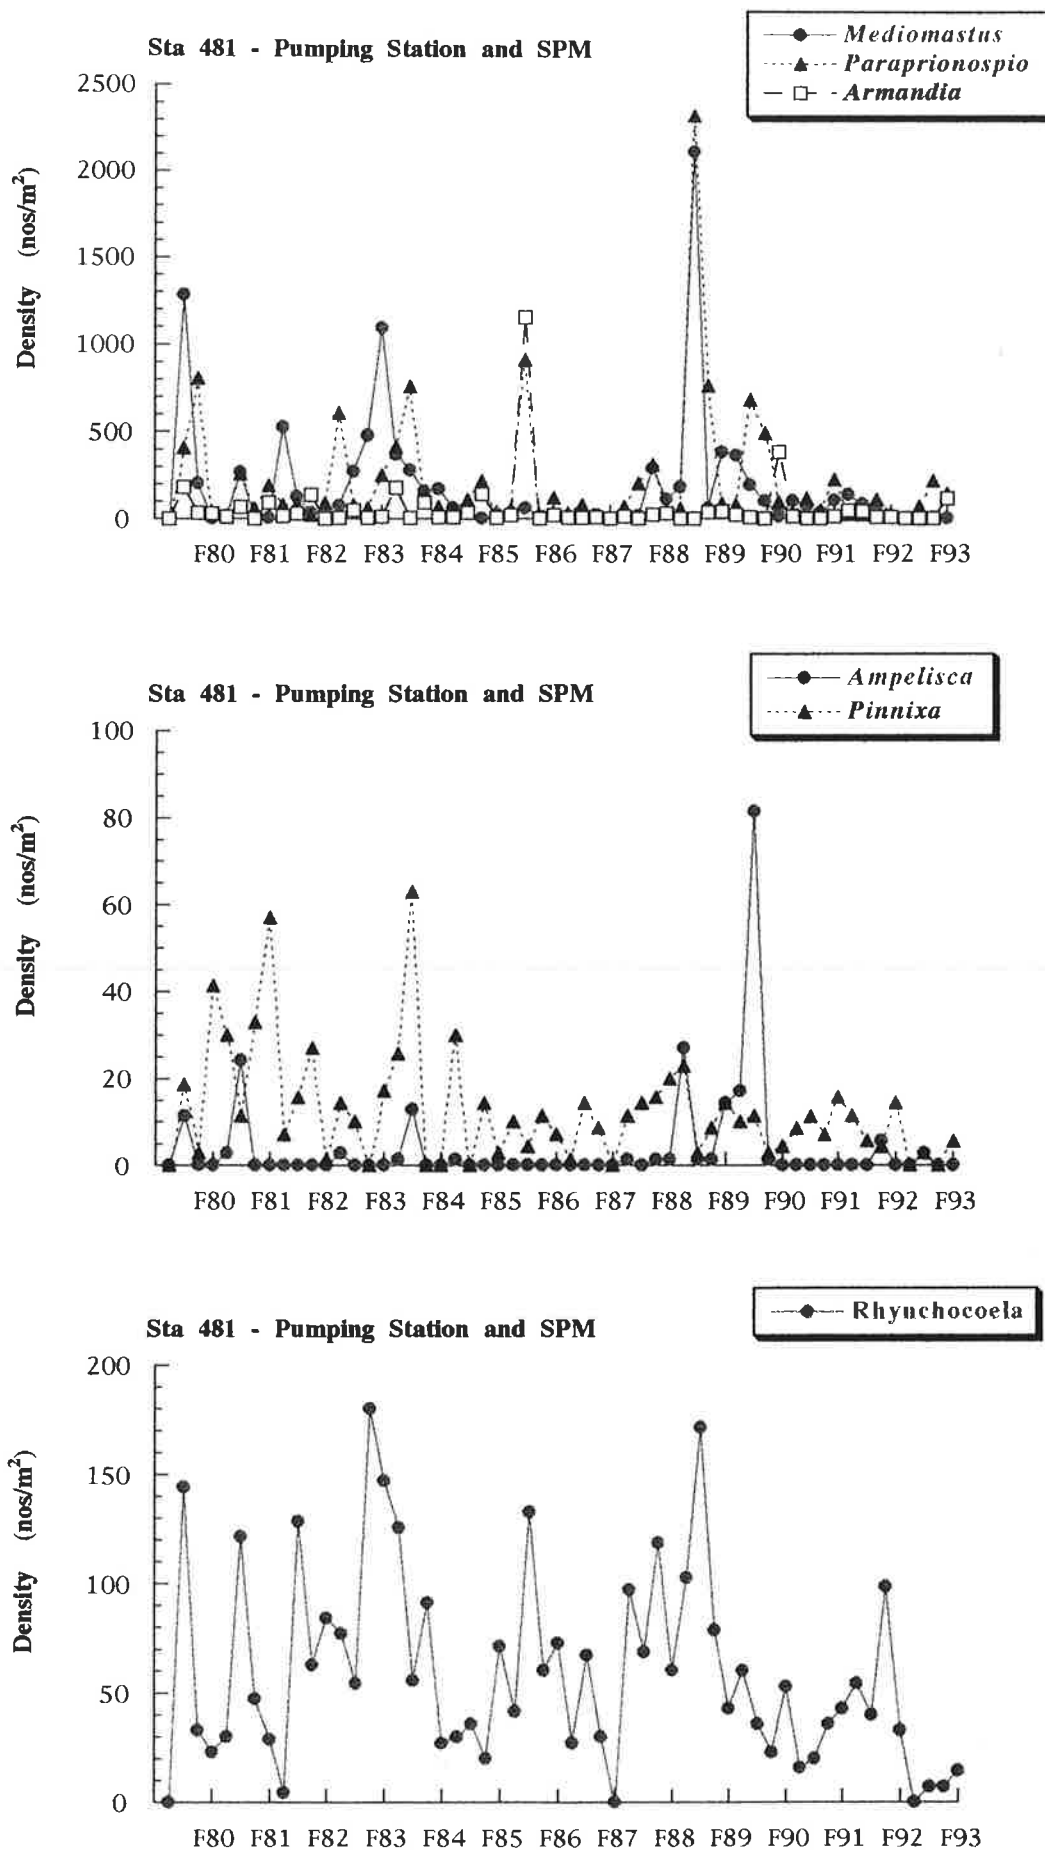 Sta 481 - Pumping Station and SPM
Mediomastus
Paraprionospio
Armandia
Density (nos/m²)
2500
2000
1500
1000
500
0
F80 F81 F82 F83 F84 F85 F86 F87 F88 F89 F90 F91 F92 F93
Sta 481 - Pumping Station and SPM
Ampelisca
Pinnixa
Density (nos/m²)
100
80
60
40
20
0
F80 F81 F82 F83 F84 F85 F86 F87 F88 F89 F90 F91 F92 F93
Sta 481 - Pumping Station and SPM
Rhynchocoela
Density (nos/m²)
200
150
100
50
0
F80 F81 F82 F83 F84 F85 F86 F87 F88 F89 F90 F91 F92 F93